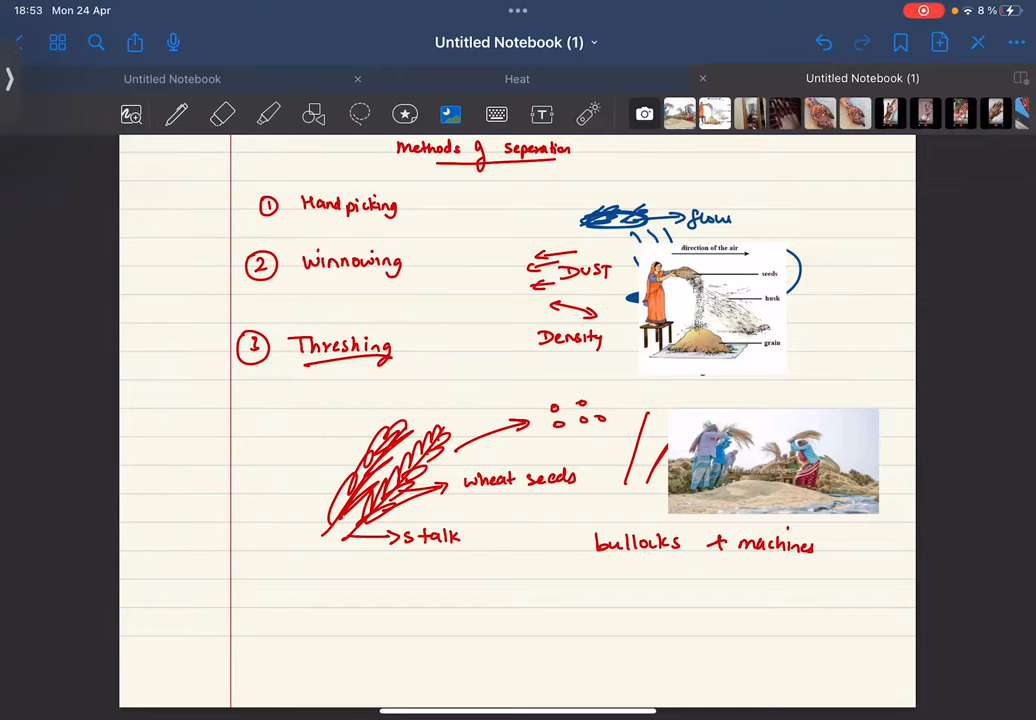 18:53 Mon 24 Apr
8 %
Untitled Notebook (1)
Untitled Notebook
Heat
Untitled Notebook (1)
Methods of Seperation
1 Hand picking
2 Winnowing
DUST
Density
direction of the air
seeds
husk
grain
3 Threshing
wheat seeds
stalk
bullocks + machines